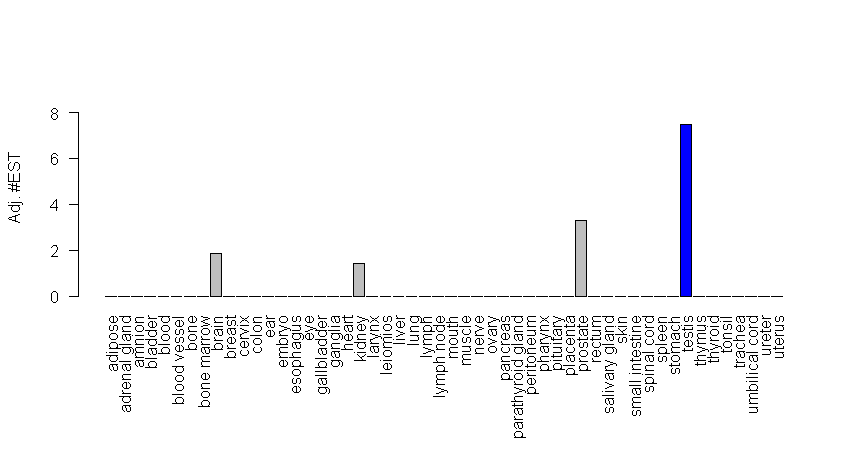 Adj. #EST
8
6
4
2
0
adipose
adrenal gland
amnion
bladder
blood
blood vessel
bone
bone marrow
brain
breast
cervix
colon
ear
embryo
esophagus
eye
gallbladder
ganglia
heart
kidney
larynx
leiomios
liver
lung
lymph
lymph node
mouth
muscle
nerve
ovary
pancreas
parathyroid gland
peritoneum
pharynx
pituitary
placenta
prostate
rectum
salivary gland
skin
small intestine
spinal cord
spleen
stomach
testis
thymus
thyroid
tonsil
trachea
umbilical cord
ureter
uterus